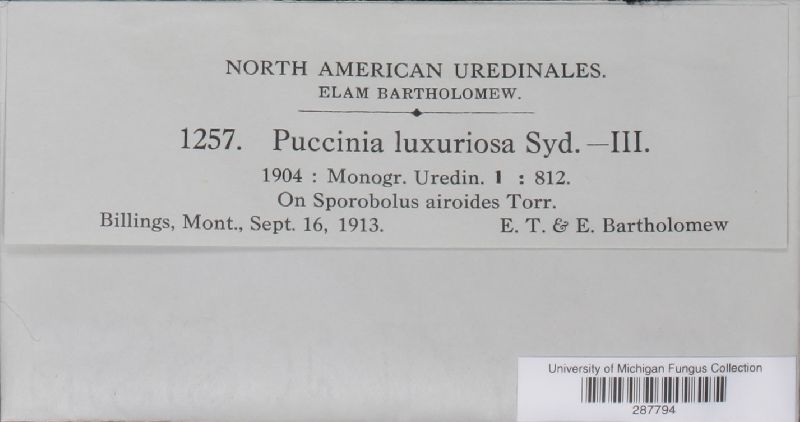 NORTH AMERICAN UREDINALES.
ELAM BARTHOLOMEW.
1257. Puccinia luxuriosa Syd.—III.
1904 : Monogr. Uredin. 1 : 812.
On Sporobolus airoides Torr.
Billings, Mont., Sept. 16, 1913. E. T. & E. Bartholomew
University of Michigan Fungus Collection
287794